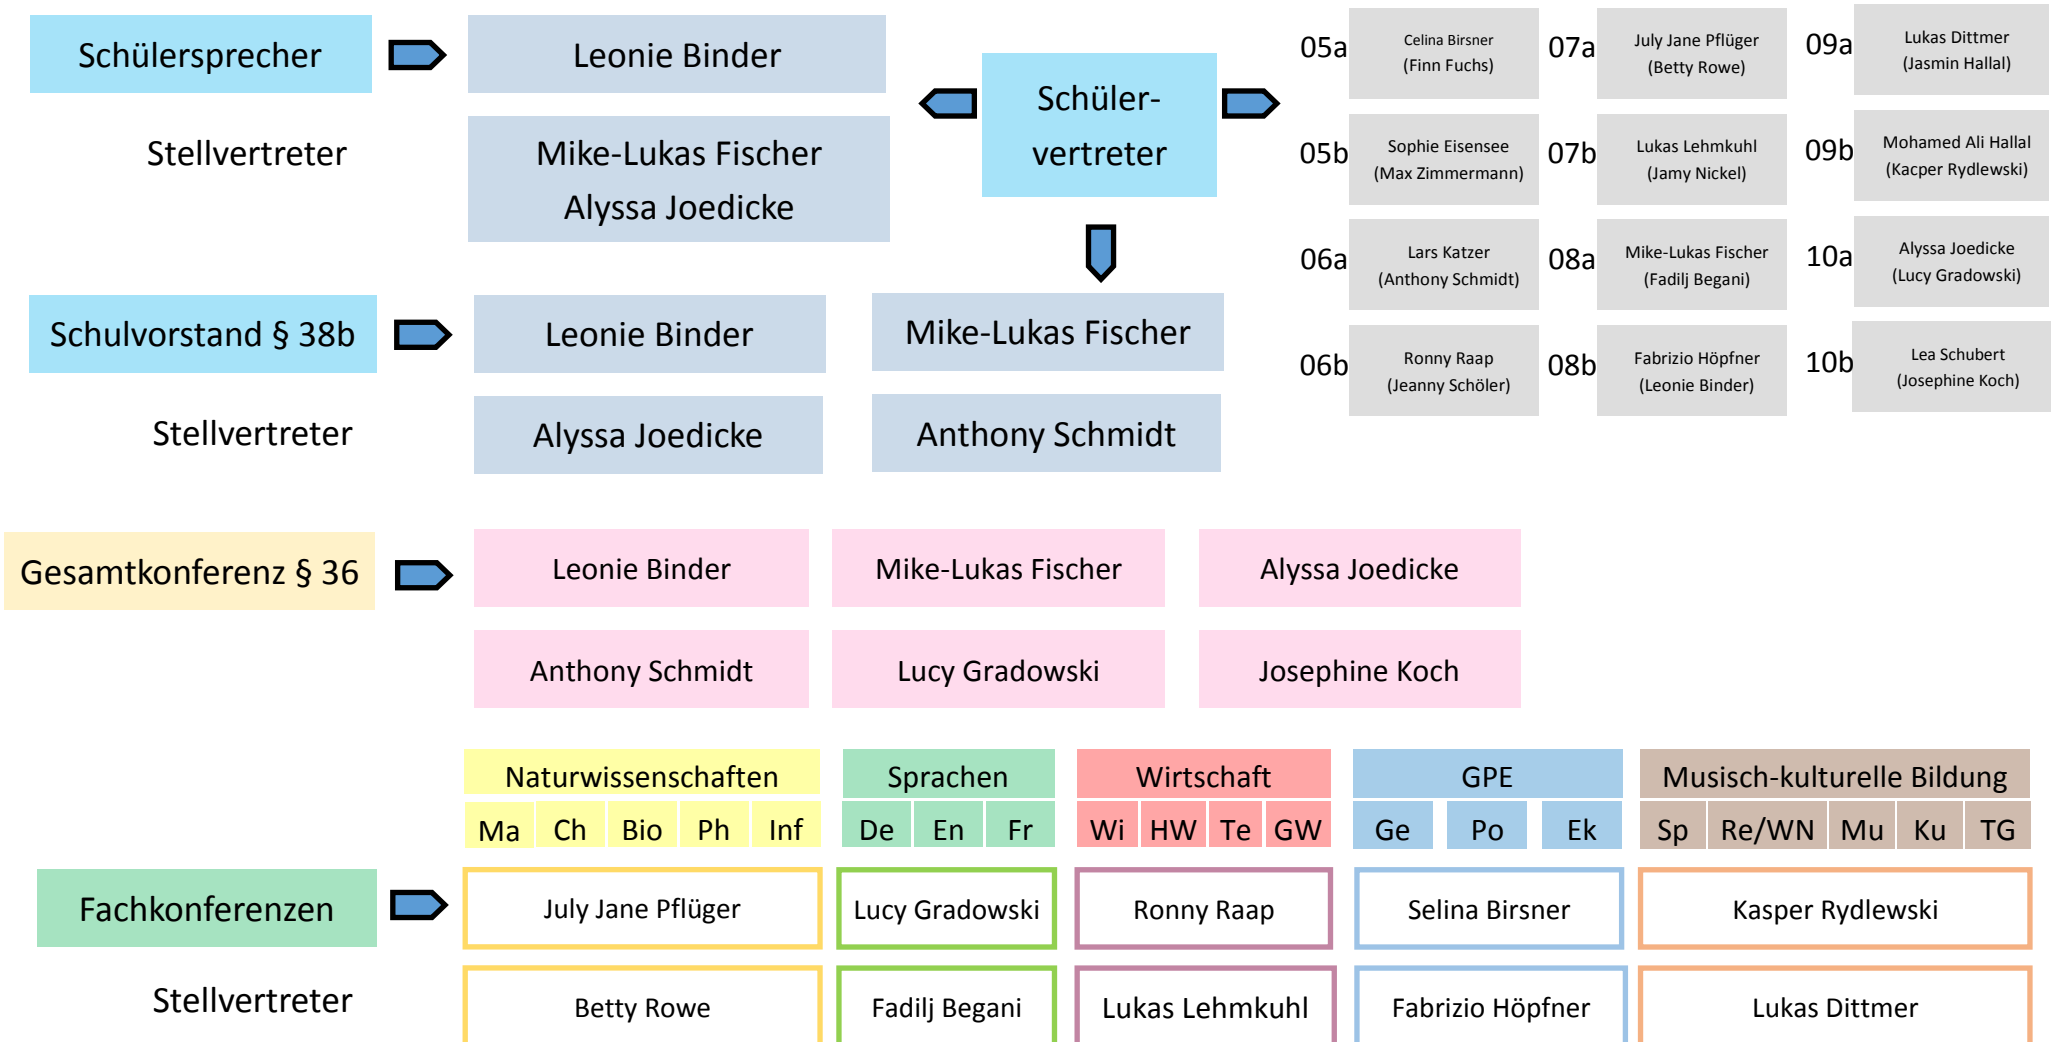 Schülersprecher
Leonie Binder
Stellvertreter
Mike-Lukas Fischer
Alyssa Joedicke
Schüler-
vertreter
05a
Celina Birsner
(Finn Fuchs)
07a
July Jane Pflüger
(Betty Rowe)
09a
Lukas Dittmer
(Jasmin Hallal)
05b
Sophie Eisensee
(Max Zimmermann)
07b
Lukas Lehmkuhl
(Jamy Nickel)
09b
Mohamed Ali Hallal
(Kacper Rydlewski)
06a
Lars Katzer
(Anthony Schmidt)
08a
Mike-Lukas Fischer
(Fadilj Begani)
10a
Alyssa Joedicke
(Lucy Gradowski)
06b
Ronny Raap
(Jeanny Schöler)
08b
Fabrizio Höpfner
(Leonie Binder)
10b
Lea Schubert
(Josephine Koch)
Schulvorstand § 38b
Leonie Binder
Mike-Lukas Fischer
Stellvertreter
Alyssa Joedicke
Anthony Schmidt
Gesamtkonferenz § 36
Leonie Binder
Mike-Lukas Fischer
Alyssa Joedicke
Anthony Schmidt
Lucy Gradowski
Josephine Koch
Naturwissenschaften
Sprachen
Wirtschaft
GPE
Musisch-kulturelle Bildung
Ma Ch Bio Ph Inf
De En Fr
Wi HW Te GW
Ge Po Ek
Sp Re/WN Mu Ku TG
Fachkonferenzen
July Jane Pflüger
Lucy Gradowski
Ronny Raap
Selina Birsner
Kasper Rydlewski
Stellvertreter
Betty Rowe
Fadilj Begani
Lukas Lehmkuhl
Fabrizio Höpfner
Lukas Dittmer